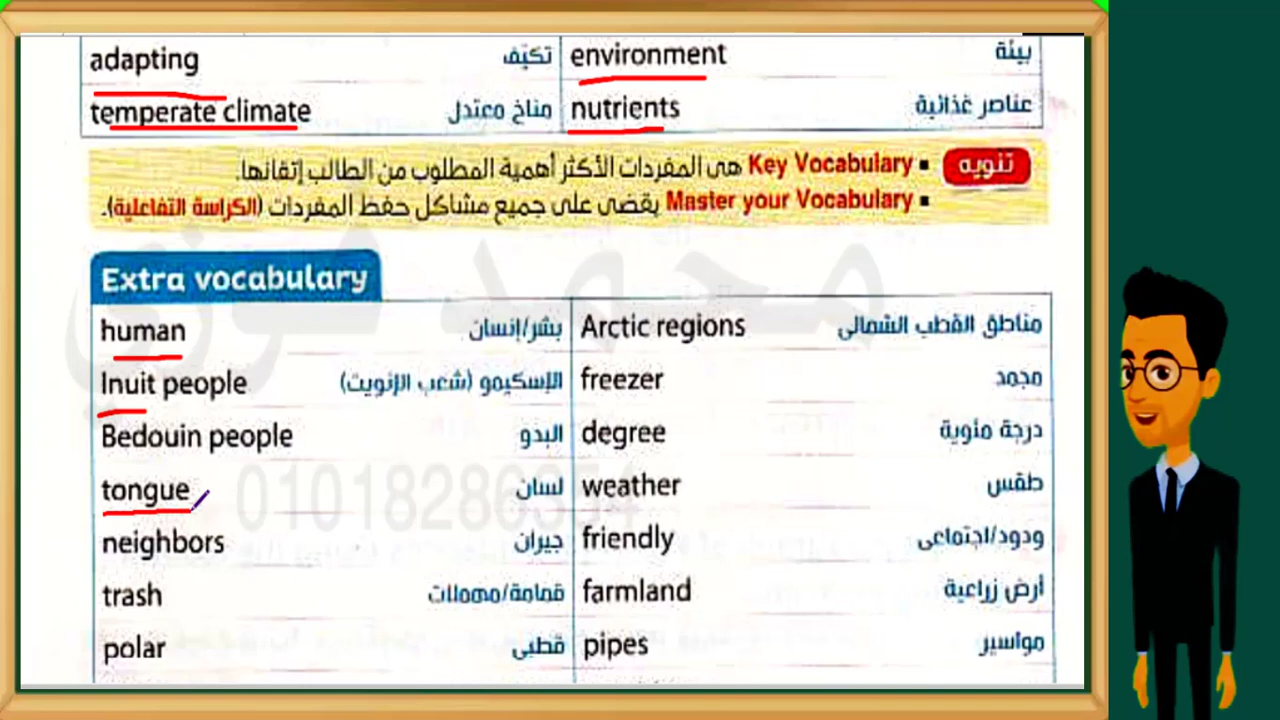 adapting تكيّف environment بيئة
temperate climate مناخ معتدل nutrients عناصر غذائية
تنويه ▪ Key Vocabulary هى المفردات الأكثر أهمية المطلوب من الطالب إتقانها.
▪ Master your Vocabulary يقضى على جميع مشاكل حفظ المفردات (الكراسة التفاعلية).
Extra vocabulary
human بشر/إنسان Arctic regions مناطق القطب الشمالى
Inuit people الإسكيمو (شعب الإنويت) freezer مجمد
Bedouin people البدو degree درجة مئوية
tongue لسان weather طقس
neighbors جيران friendly ودود/اجتماعى
trash قمامة/مهملات farmland أرض زراعية
polar قطبى pipes مواسير
محمد فوزى